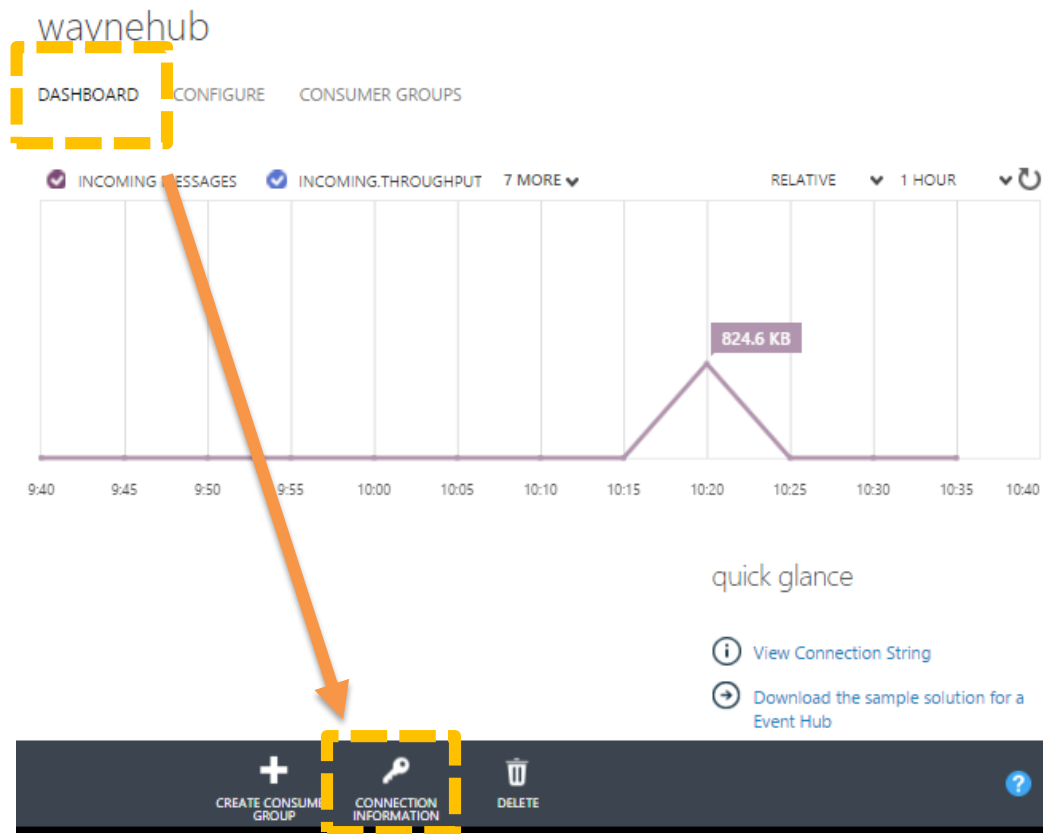 waynehub
DASHBOARD CONFIGURE CONSUMER GROUPS
INCOMING MESSAGES INCOMING.THROUGHPUT 7 MORE RELATIVE 1 HOUR
824.6 KB
9:40 9:45 9:50 9:55 10:00 10:05 10:10 10:15 10:20 10:25 10:30 10:35 10:40
quick glance
View Connection String
Download the sample solution for a
Event Hub
CREATE CONSUME
GROUP
CONNECTION
INFORMATION
DELETE
?